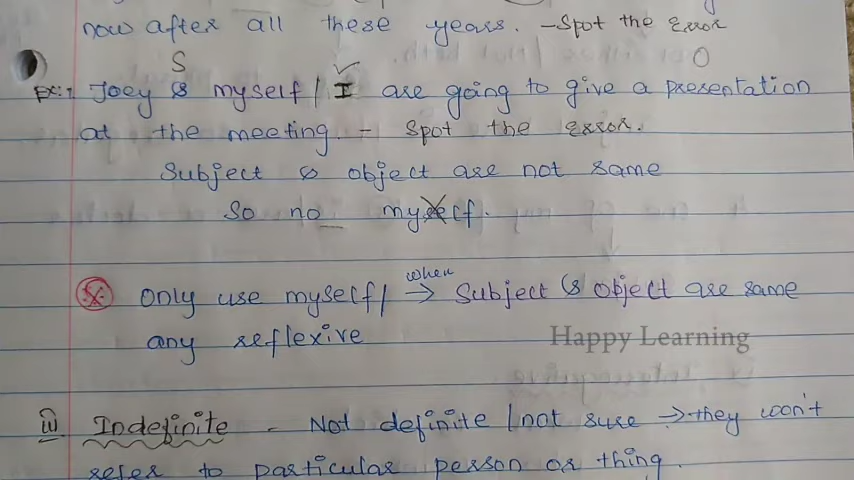 now after all these years. - Spot the Error
S O
Ex:- Joey & myself / I are going to give a presentation
at the meeting. - Spot the Error.
Subject & object are not same
So no myself.
when
Only use myself / → Subject & object are same
any reflexive
Happy Learning
iii Indefinite - Not definite / not sure → they won't
refer to particular person or thing.